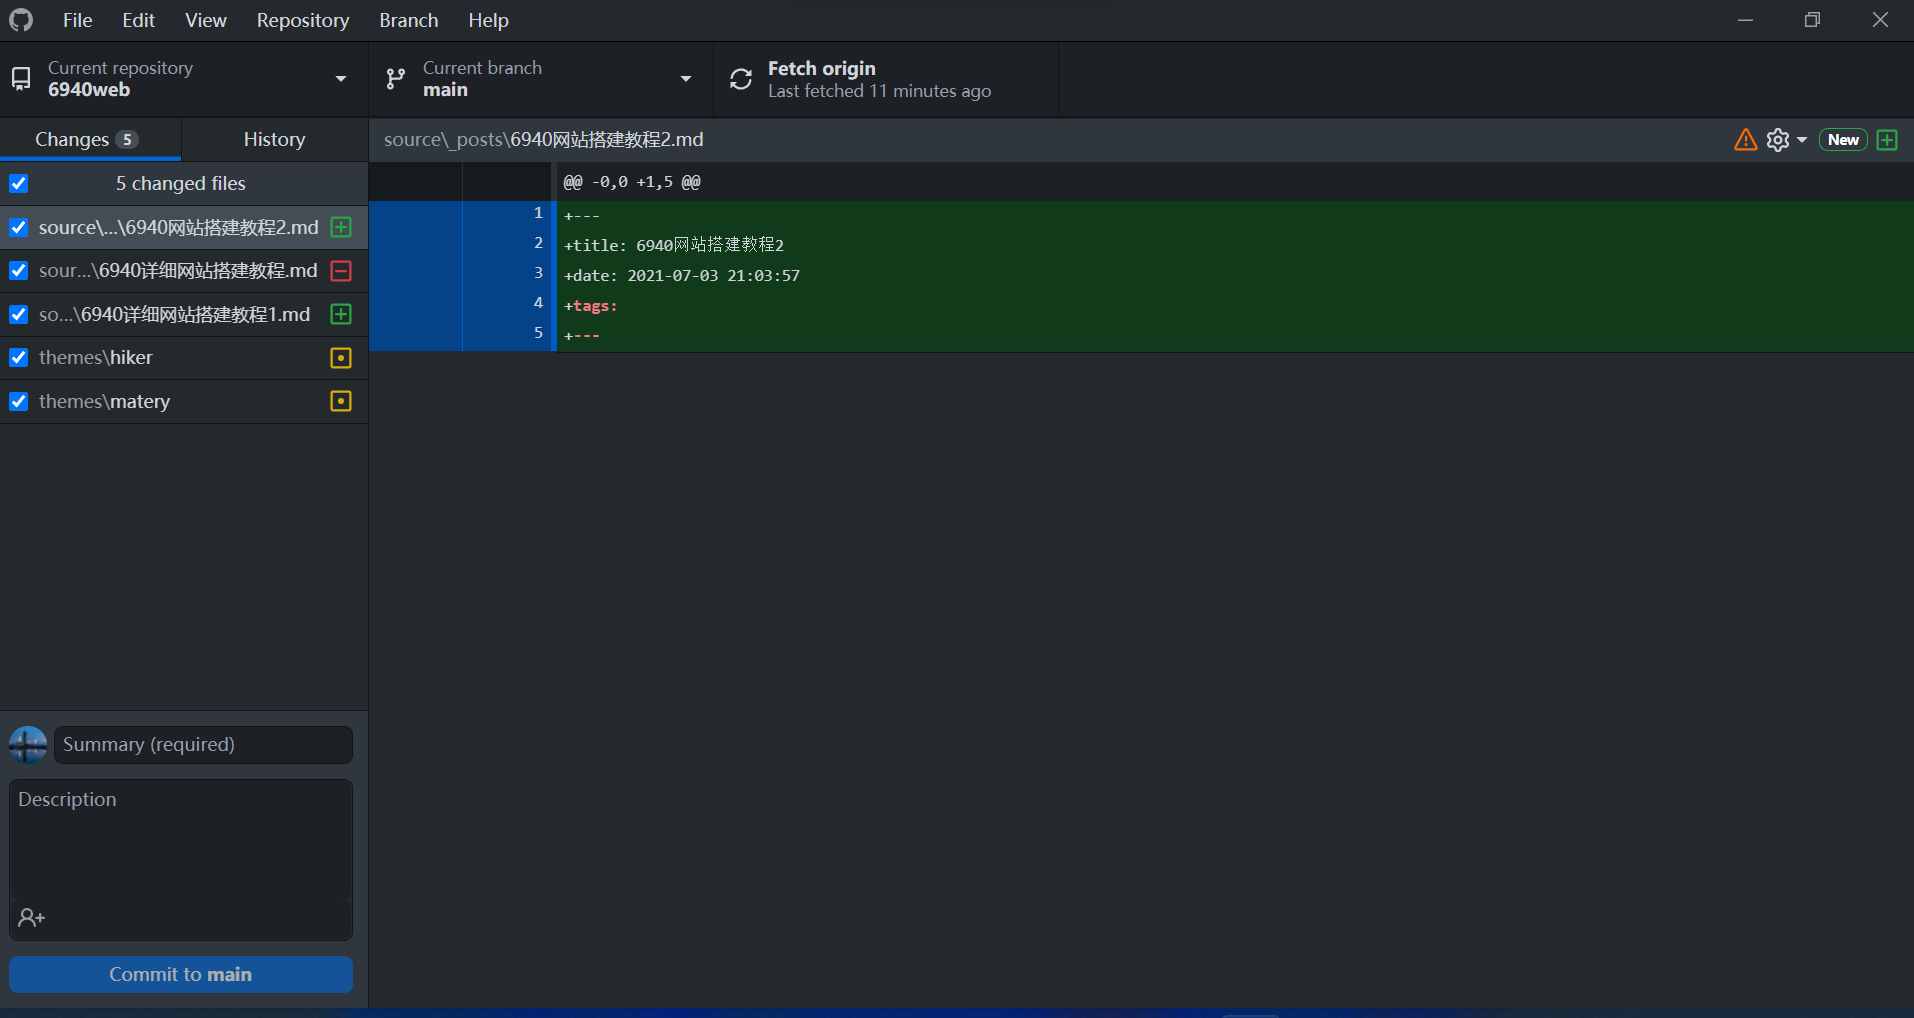 File Edit View Repository Branch Help
Current repository
6940web
Current branch
main
Fetch origin
Last fetched 11 minutes ago
Changes 5
History
source\_posts\6940网站搭建教程2.md
New
5 changed files
source\...\6940网站搭建教程2.md
sour...\6940详细网站搭建教程.md
so...\6940详细网站搭建教程1.md
themes\hiker
themes\matery
@@ -0,0 +1,5 @@
1 +---
2 +title: 6940网站搭建教程2
3 +date: 2021-07-03 21:03:57
4 +tags:
5 +---
Summary (required)
Description
Commit to main